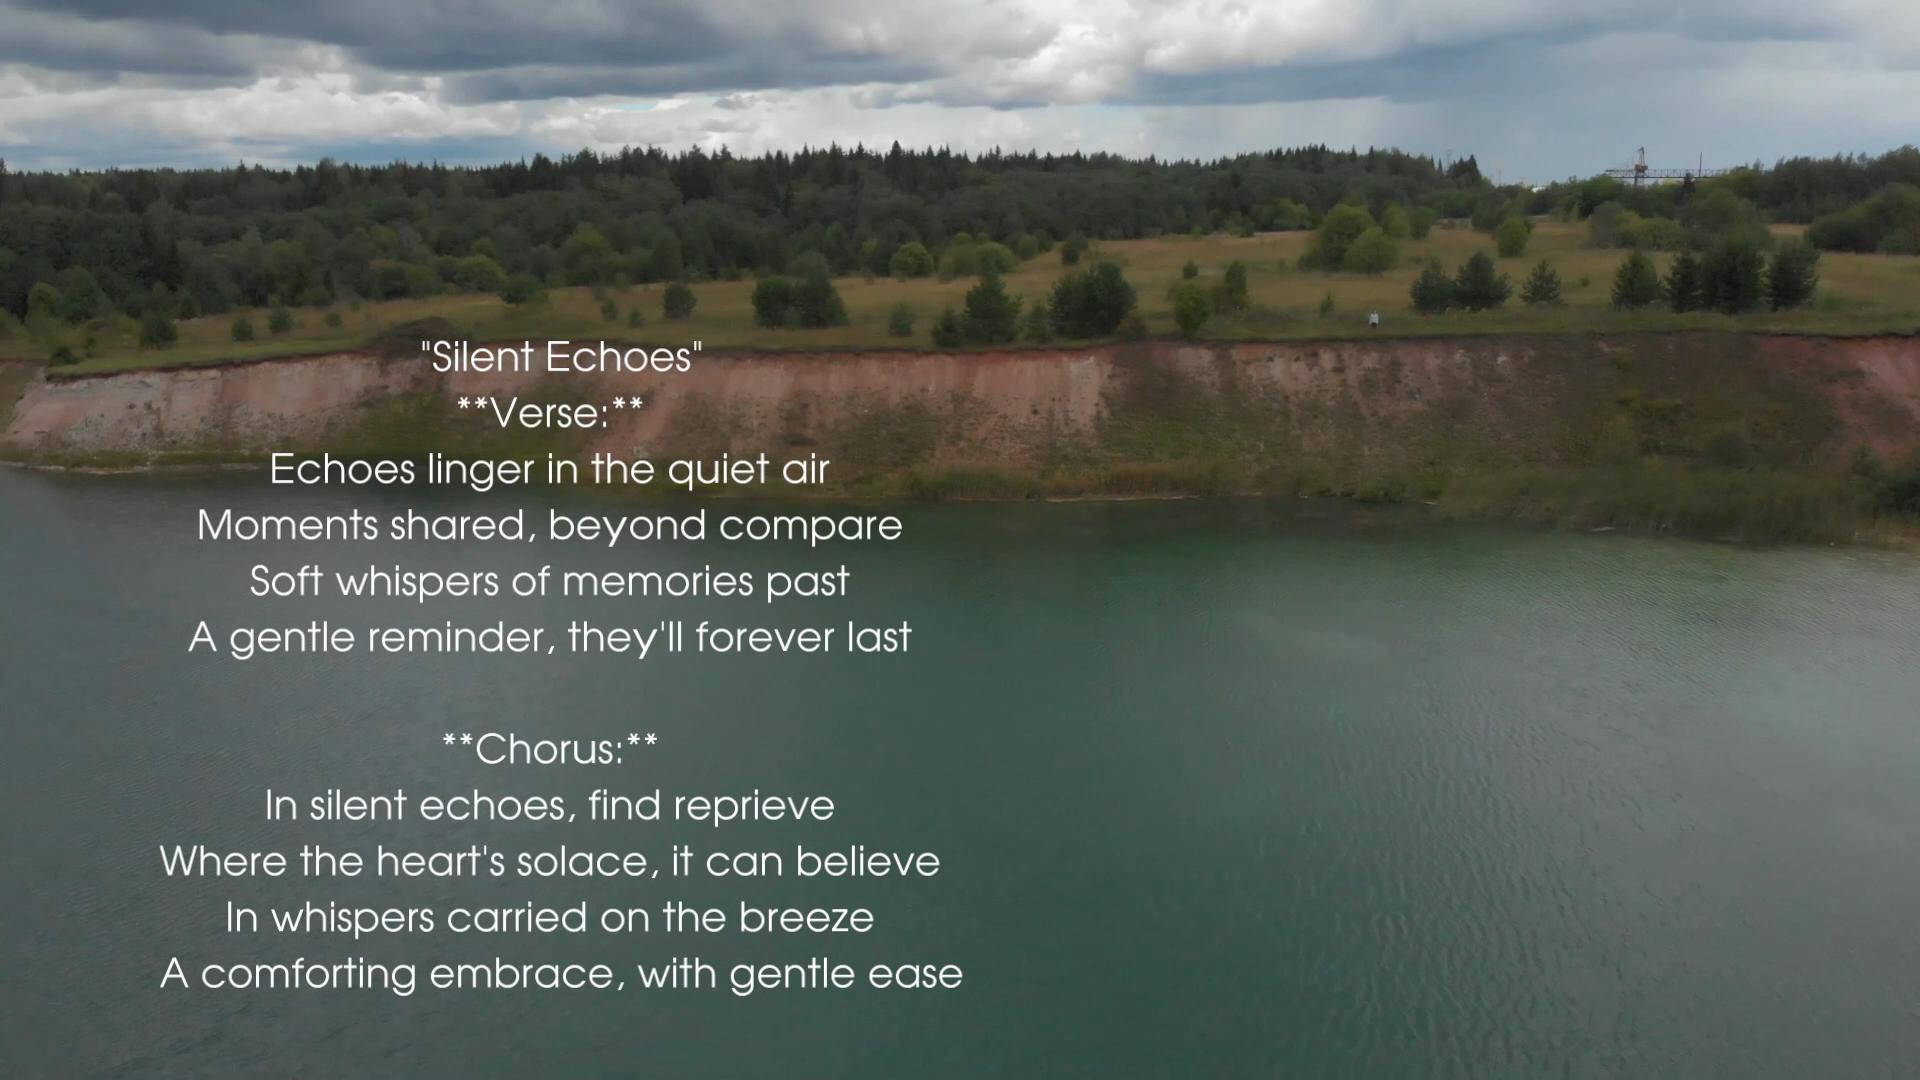 "Silent Echoes"
**Verse:**
Echoes linger in the quiet air
Moments shared, beyond compare
Soft whispers of memories past
A gentle reminder, they'll forever last
**Chorus:**
In silent echoes, find reprieve
Where the heart's solace, it can believe
In whispers carried on the breeze
A comforting embrace, with gentle ease